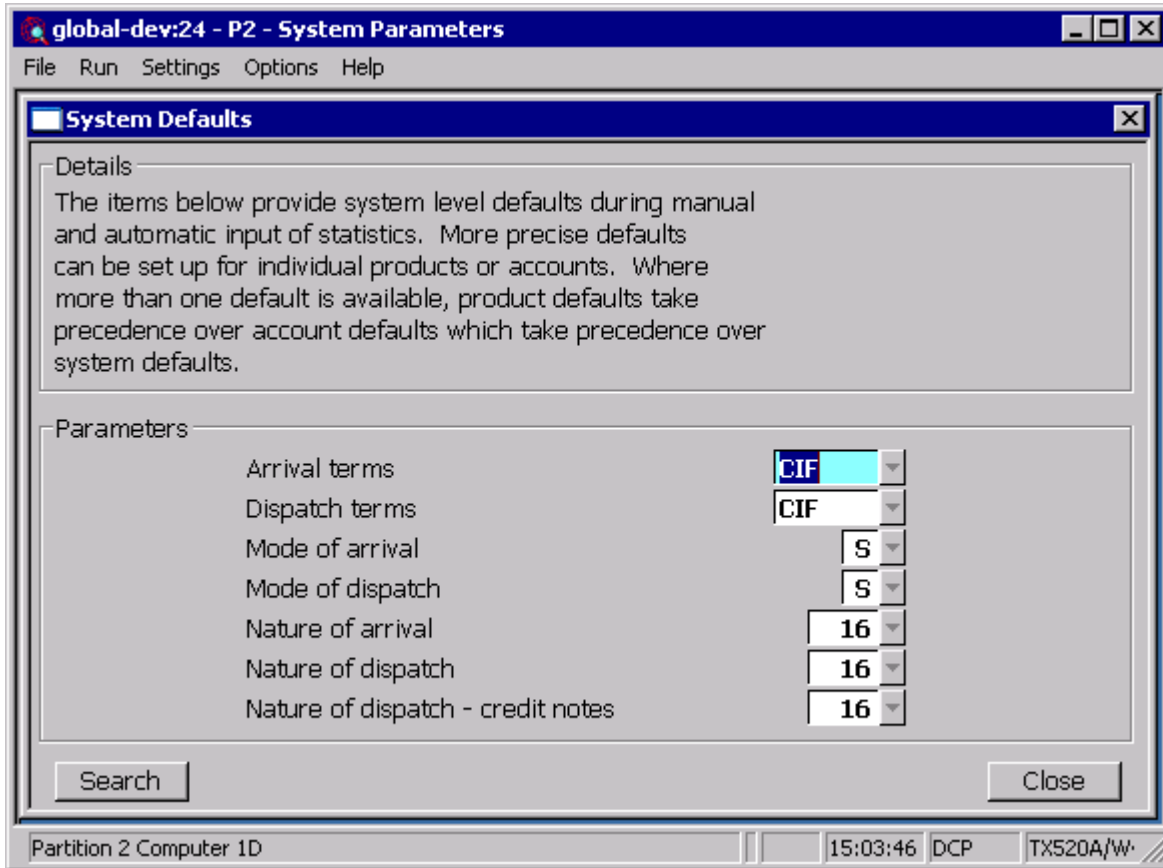 global-dev:24 - P2 - System Parameters
File Run Settings Options Help
System Defaults
Details
The items below provide system level defaults during manual
and automatic input of statistics. More precise defaults
can be set up for individual products or accounts. Where
more than one default is available, product defaults take
precedence over account defaults which take precedence over
system defaults.
Parameters
Arrival terms CIF
Dispatch terms CIF
Mode of arrival S
Mode of dispatch S
Nature of arrival 16
Nature of dispatch 16
Nature of dispatch - credit notes 16
Search Close
Partition 2 Computer 1D 15:03:46 DCP TX520A/W